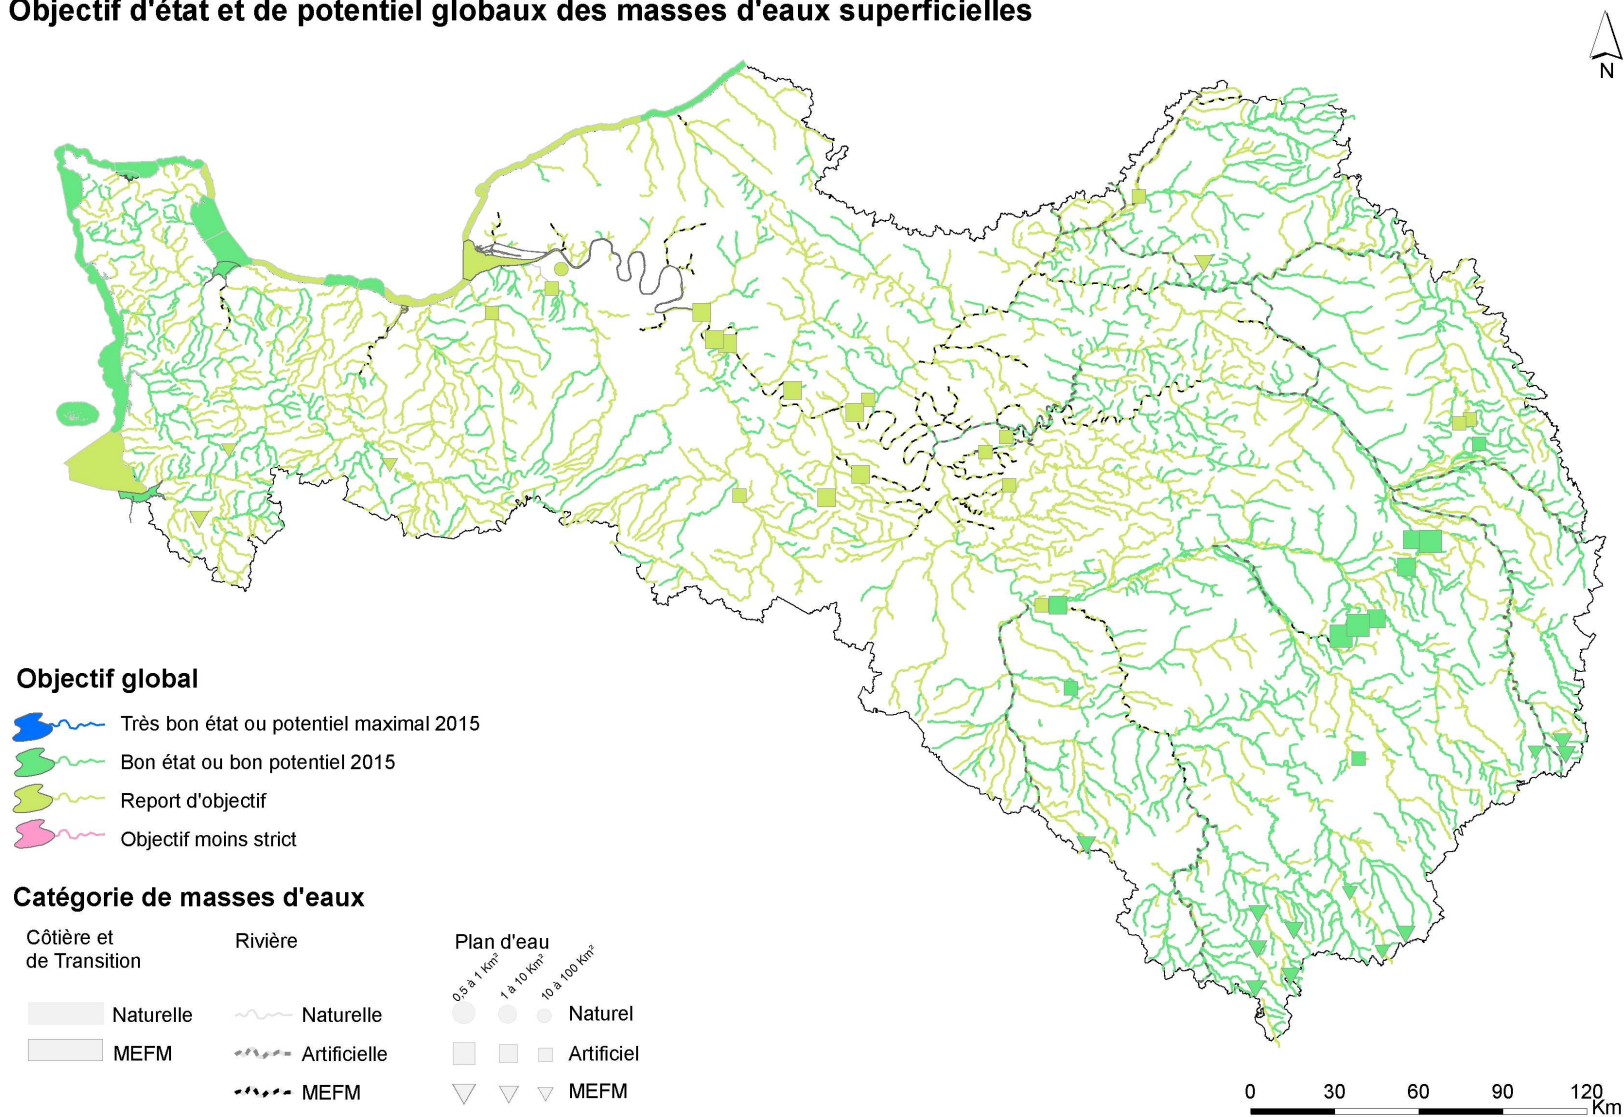 Objectif d'état et de potentiel globaux des masses d'eaux superficielles
N
Objectif global
Très bon état ou potentiel maximal 2015
Bon état ou bon potentiel 2015
Report d'objectif
Objectif moins strict
Catégorie de masses d'eaux
Côtière et
de Transition
Rivière
Plan d'eau
0,5 à 1 Km²
1 à 10 Km²
10 à 100 Km²
Naturelle
Naturelle
Naturel
MEFM
Artificielle
Artificiel
MEFM
MEFM
0 30 60 90 120
Km